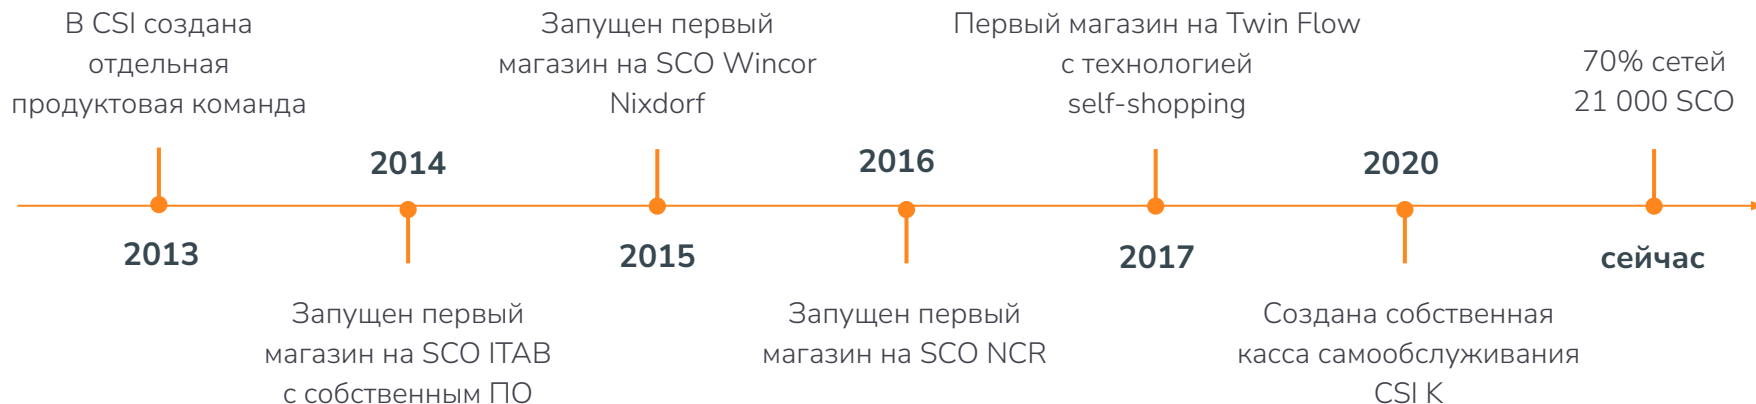 В CSI создана
отдельная
продуктовая команда
2013
2014
Запущен первый
магазин на SCO ITAB
с собственным ПО
Запущен первый
магазин на SCO Wincor
Nixdorf
2015
2016
Запущен первый
магазин на SCO NCR
Первый магазин на Twin Flow
с технологией
self-shopping
2017
2020
Создана собственная
касса самообслуживания
CSI K
70% сетей
21 000 SCO
сейчас